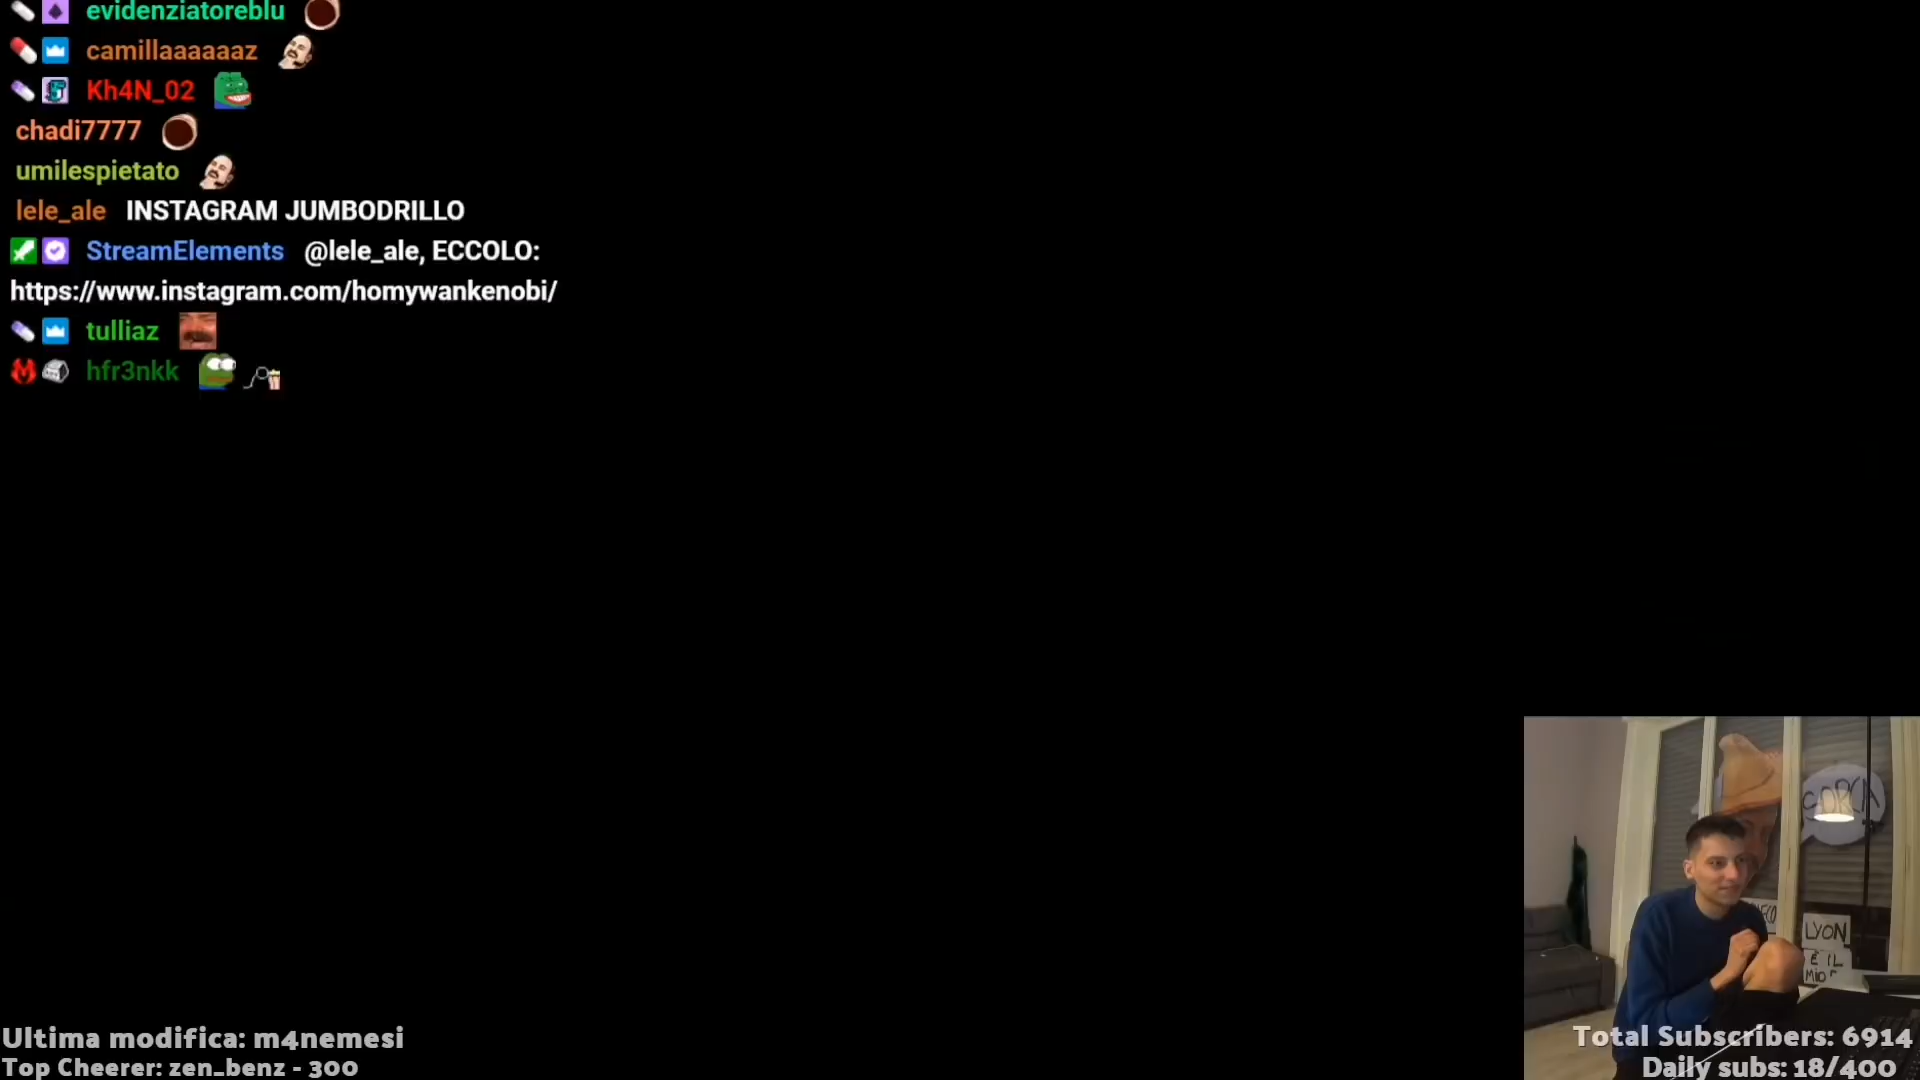 evidenziatoreblu
camillaaaaaaz
Kh4N_02
chadi7777
umilespietato
lele_ale INSTAGRAM JUMBODRILLO
StreamElements @lele_ale, ECCOLO:
https://www.instagram.com/homywankenobi/
tulliaz
hfr3nkk
LYON
È IL
Ultima modifica: m4nemesi
Top Cheerer: zen_benz - 300
Total Subscribers: 6914
Daily subs: 18/400